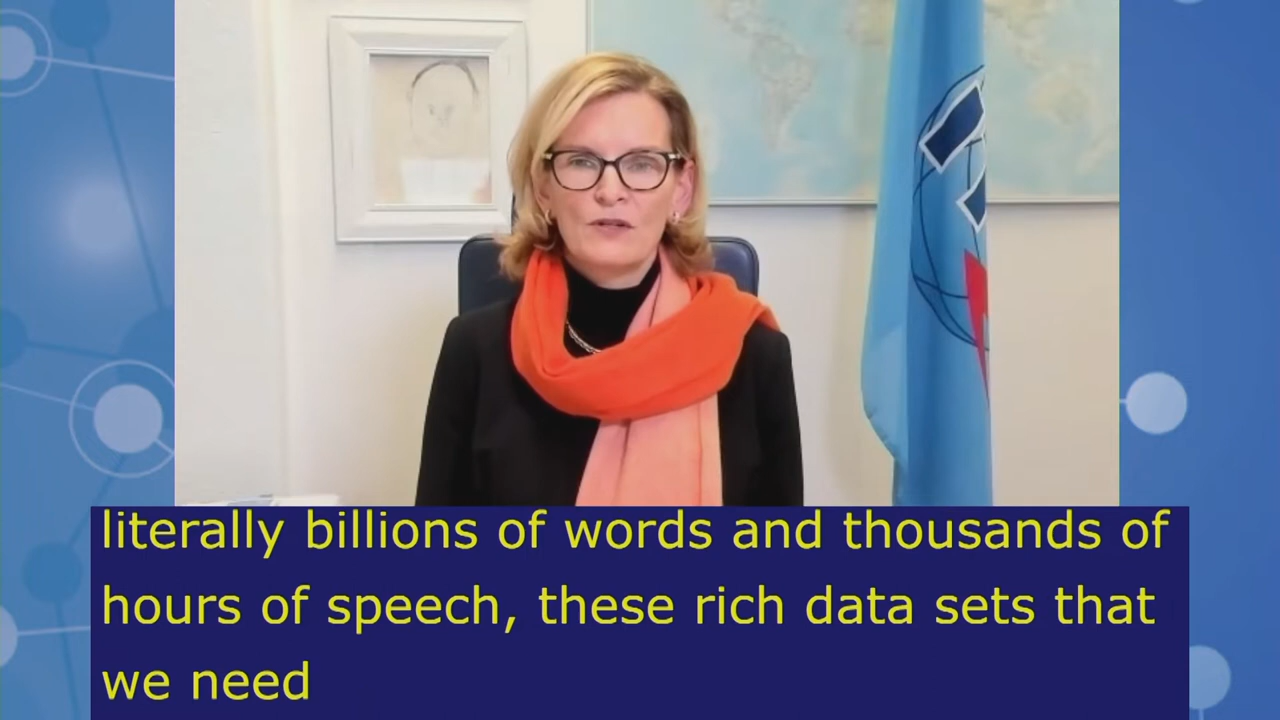 literally billions of words and thousands of
hours of speech, these rich data sets that
we need